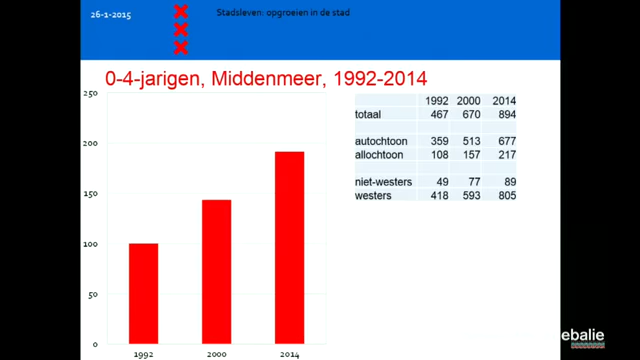 26-1-2015
Stadsleven: opgroeien in de stad
0-4-jarigen, Middenmeer, 1992-2014
250
200
150
100
50
0
1992
2000
2014
1992 2000 2014
totaal 467 670 894
autochtoon 359 513 677
allochtoon 108 157 217
niet-westers 49 77 89
westers 418 593 805
ebalie